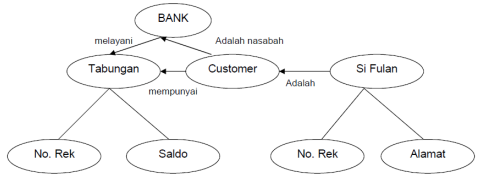 BANK
melayani
Adalah nasabah
Tabungan
Customer
Si Fulan
mempunyai
Adalah
No. Rek
Saldo
No. Rek
Alamat